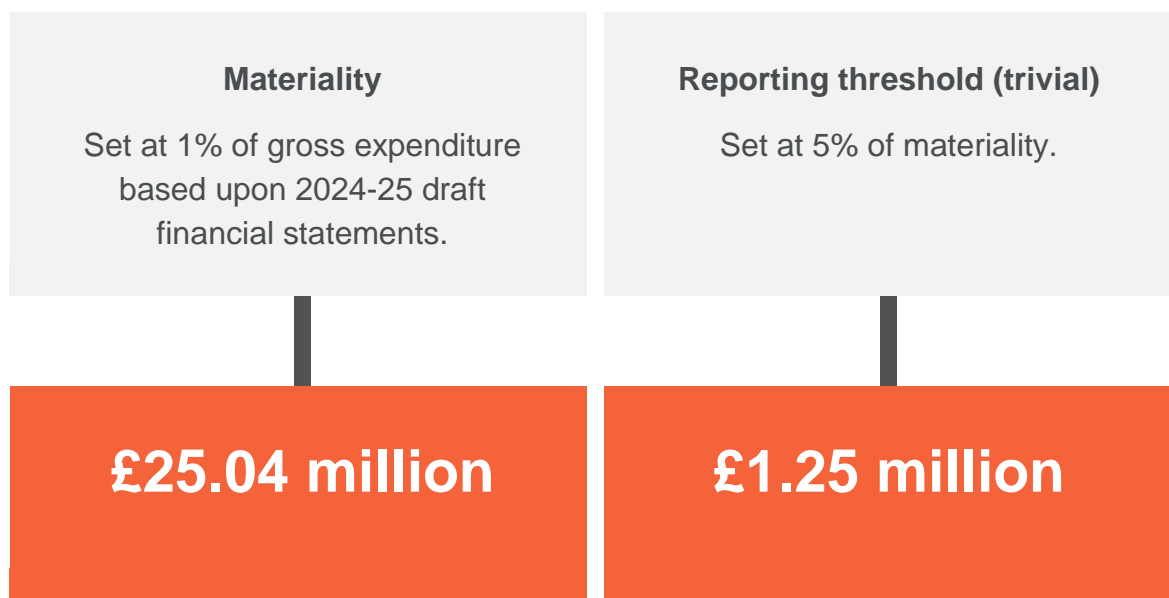 Materiality
Set at 1% of gross expenditure
based upon 2024-25 draft
financial statements.
£25.04 million
Reporting threshold (trivial)
Set at 5% of materiality.
£1.25 million